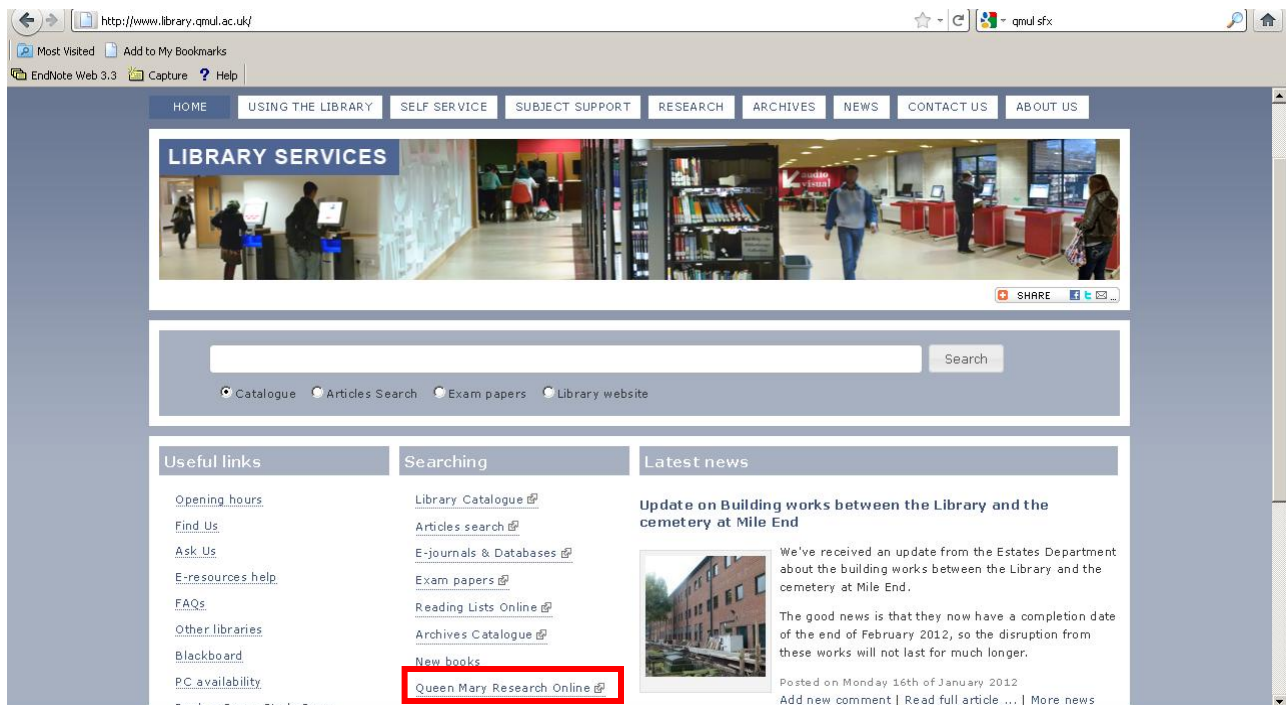 http://www.library.qmul.ac.uk/
qmul sfx
Most Visited Add to My Bookmarks
EndNote Web 3.3 Capture ? Help
HOME USING THE LIBRARY SELF SERVICE SUBJECT SUPPORT RESEARCH ARCHIVES NEWS CONTACT US ABOUT US
LIBRARY SERVICES
audio
visual
SHARE
Search
Catalogue Articles Search Exam papers Library website
Useful links
Opening hours
Find Us
Ask Us
E-resources help
FAQs
Other libraries
Blackboard
PC availability
Searching
Library Catalogue
Articles search
E-journals & Databases
Exam papers
Reading Lists Online
Archives Catalogue
New books
Queen Mary Research Online
Latest news
Update on Building works between the Library and the
cemetery at Mile End
We've received an update from the Estates Department
about the building works between the Library and the
cemetery at Mile End.
The good news is that they now have a completion date
of the end of February 2012, so the disruption from
these works will not last for much longer.
Posted on Monday 16th of January 2012
Add new comment | Read full article ... | More news